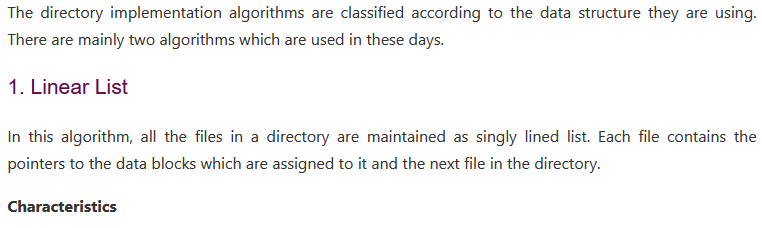 The directory implementation algorithms are classified according to the data structure they are using.
There are mainly two algorithms which are used in these days.
1. Linear List
In this algorithm, all the files in a directory are maintained as singly lined list. Each file contains the
pointers to the data blocks which are assigned to it and the next file in the directory.
Characteristics